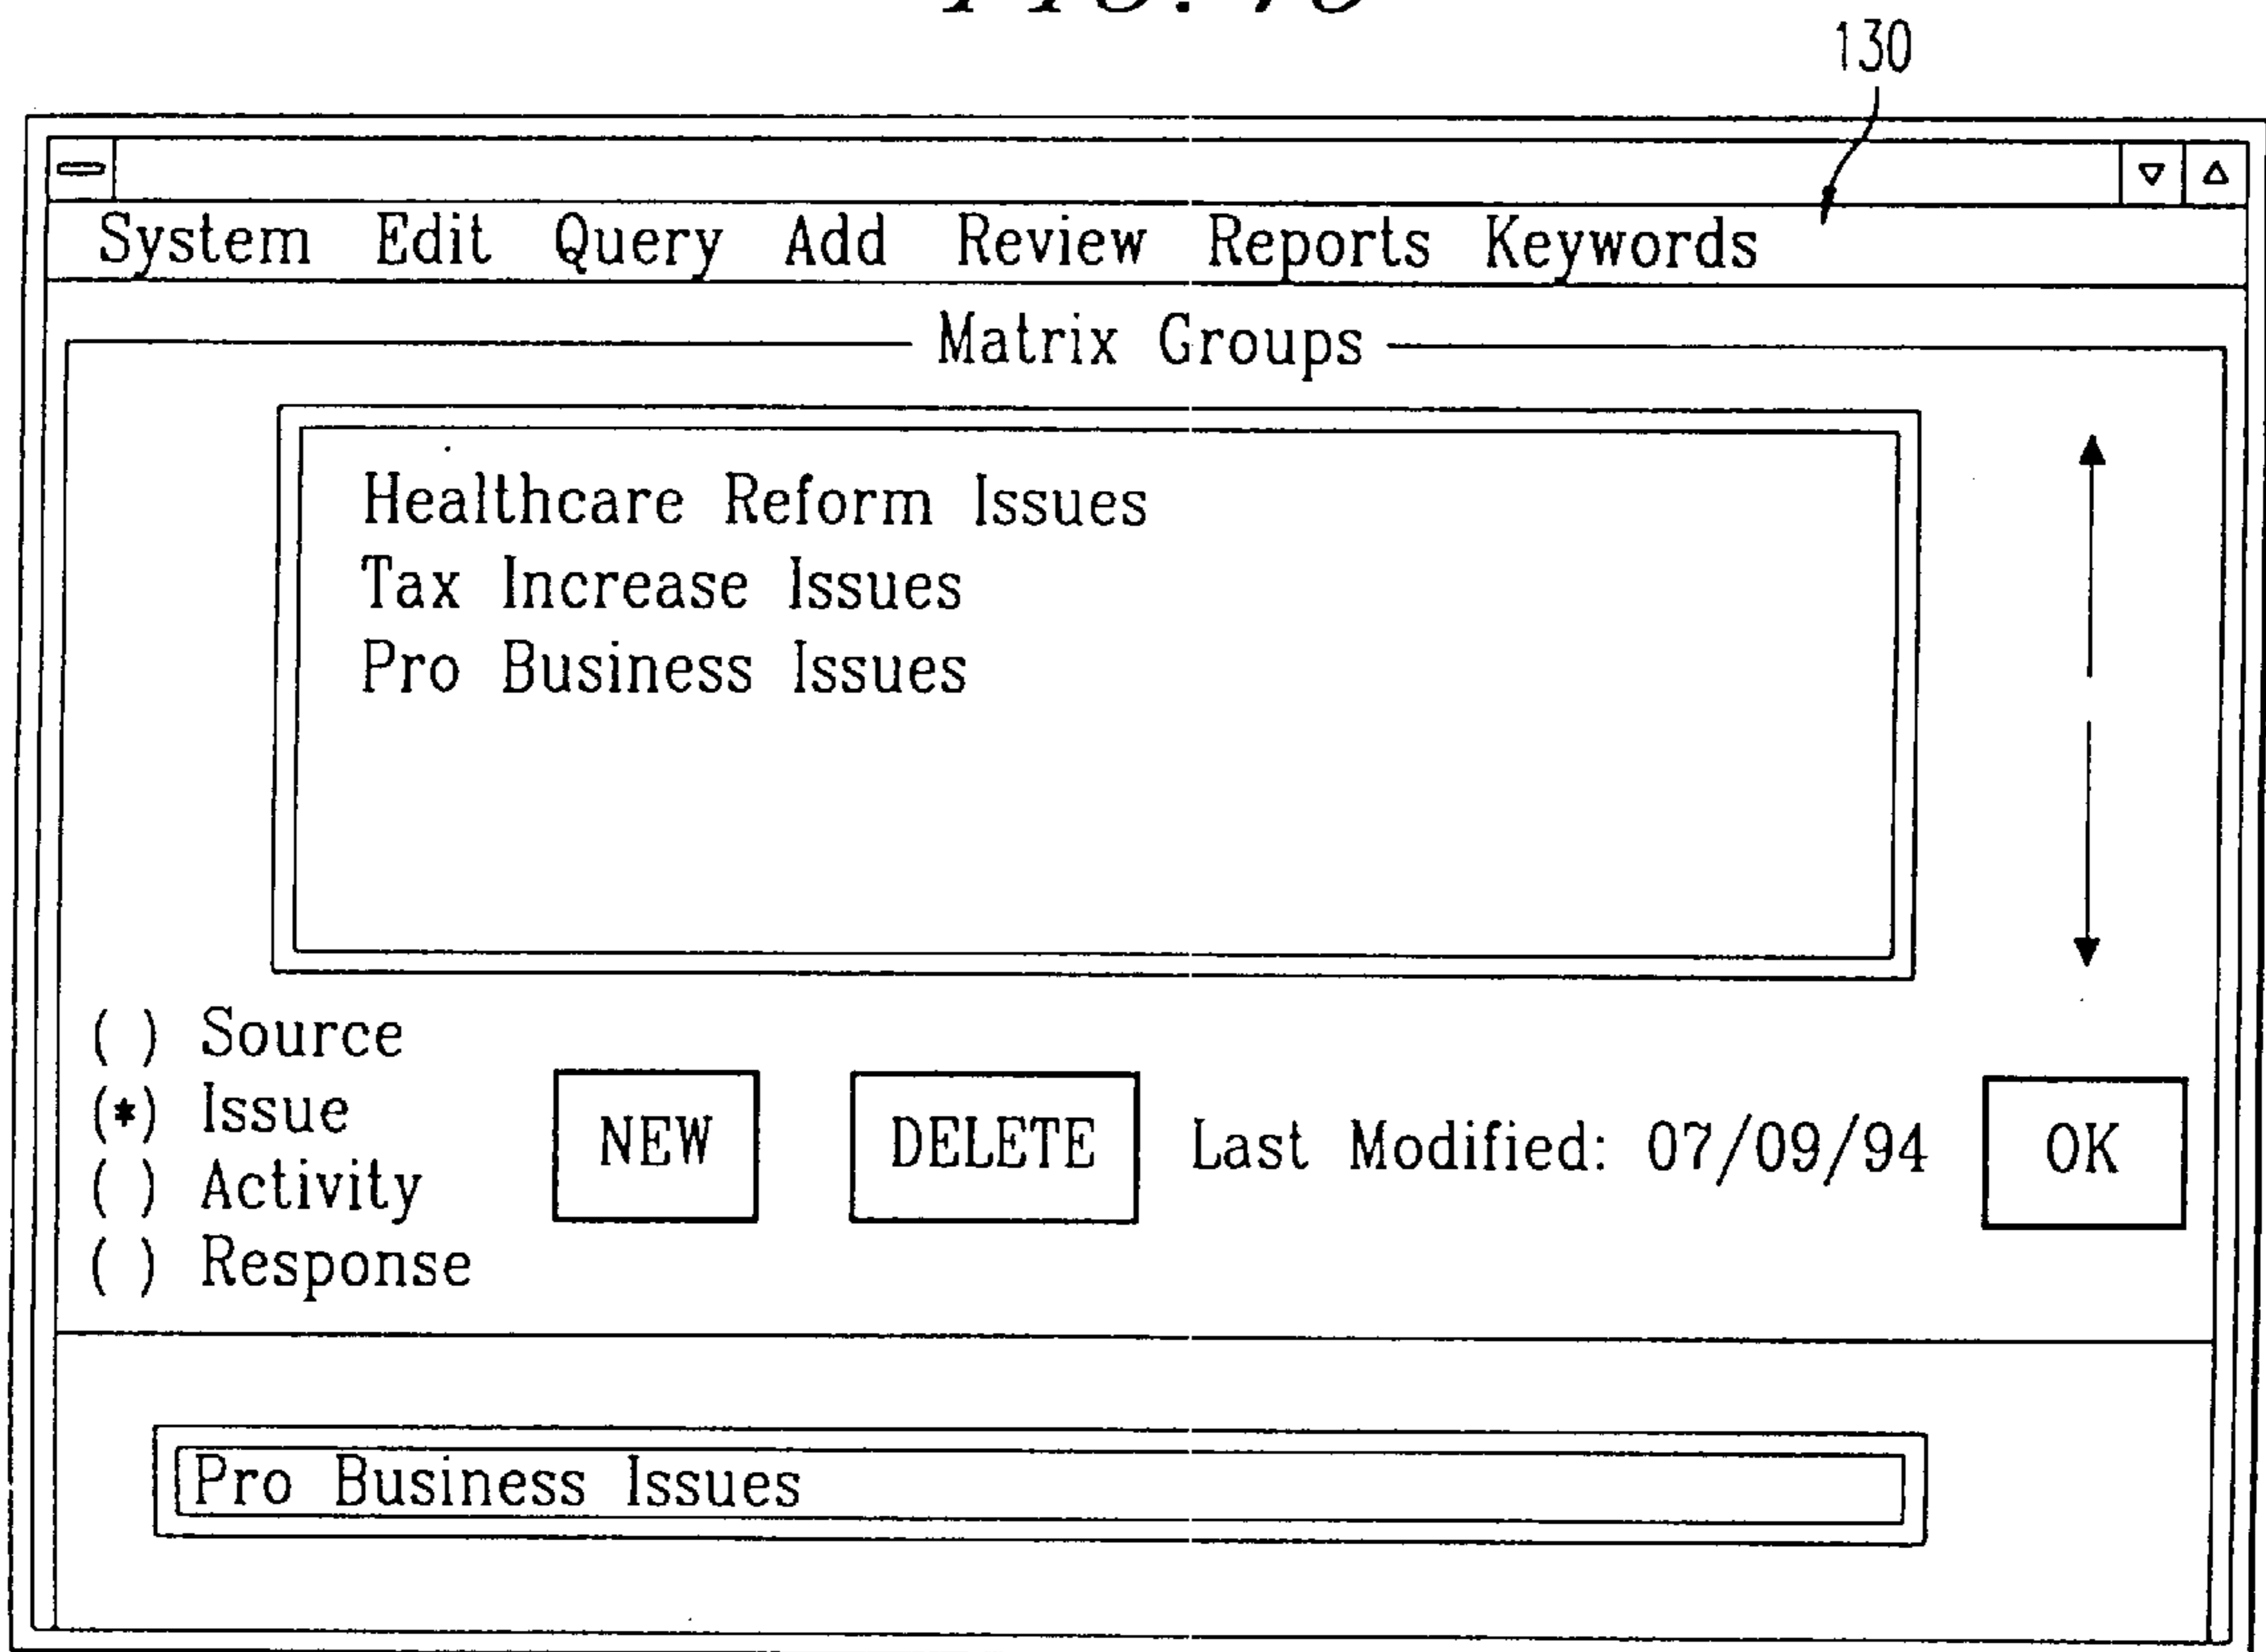 130
System Edit Query Add Review Reports Keywords
Matrix Groups
Healthcare Reform Issues
Tax Increase Issues
Pro Business Issues
( ) Source
(*) Issue
( ) Activity
( ) Response
NEW
DELETE
Last Modified: 07/09/94
OK
Pro Business Issues